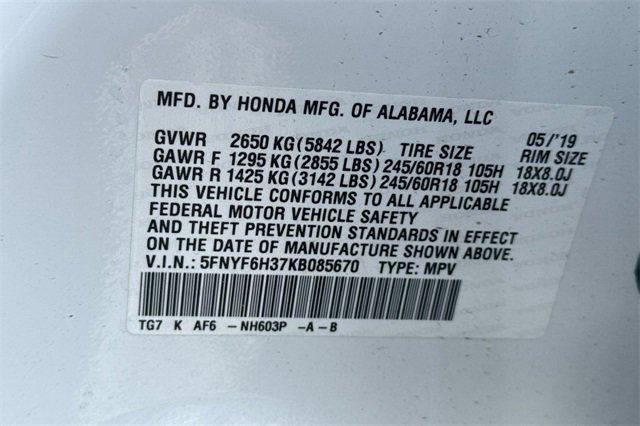 MFD. BY HONDA MFG. OF ALABAMA, LLC
05/'19
GVWR 2650 KG (5842 LBS) TIRE SIZE RIM SIZE
GAWR F 1295 KG (2855 LBS) 245/60R18 105H 18X8.0J
GAWR R 1425 KG (3142 LBS) 245/60R18 105H 18X8.0J
THIS VEHICLE CONFORMS TO ALL APPLICABLE
FEDERAL MOTOR VEHICLE SAFETY
AND THEFT PREVENTION STANDARDS IN EFFECT
ON THE DATE OF MANUFACTURE SHOWN ABOVE.
V.I.N.: 5FNYF6H37KB085670 TYPE: MPV
TG7 K AF6 -NH603P -A-B